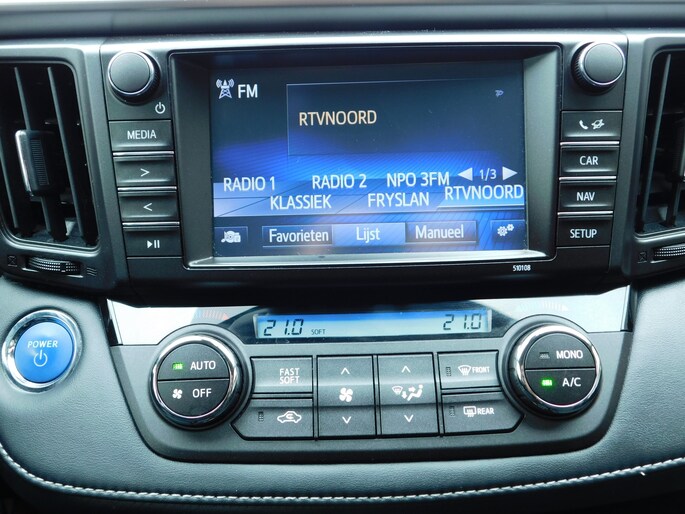 FM
RTVNOORD
1/3
RADIO 1 RADIO 2 NPO 3FM
KLASSIEK FRYSLAN RTVNOORD
Favorieten Lijst Manueel
MEDIA
>
<
CAR
NAV
SETUP
510108
POWER
21.0 SOFT 21.0
AUTO
OFF
FAST
SOFT
FRONT
REAR
MONO
A/C